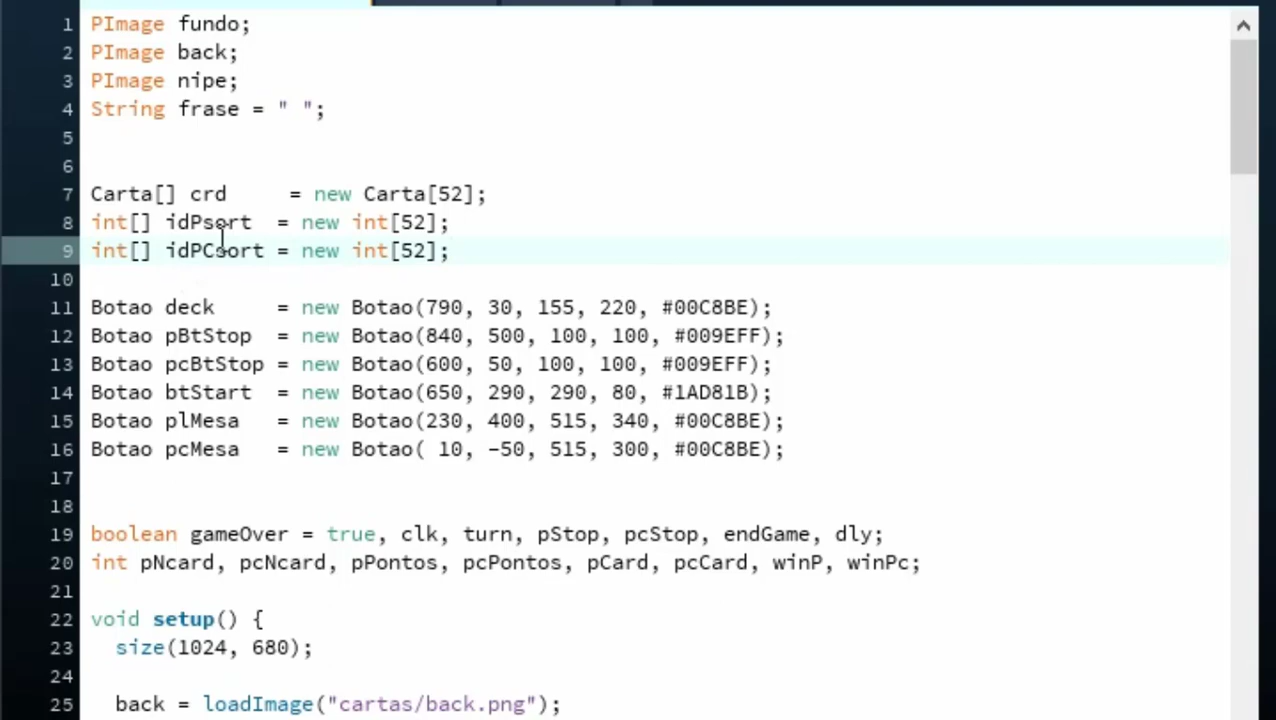 1 PImage fundo;
2 PImage back;
3 PImage nipe;
4 String frase = " ";
5
6
7 Carta[] crd     = new Carta[52];
8 int[] idPsort  = new int[52];
9 int[] idPCsort = new int[52];
10
11 Botao deck     = new Botao(790, 30, 155, 220, #00C8BE);
12 Botao pBtStop  = new Botao(840, 500, 100, 100, #009EFF);
13 Botao pcBtStop = new Botao(600, 50, 100, 100, #009EFF);
14 Botao btStart  = new Botao(650, 290, 290, 80, #1AD81B);
15 Botao plMesa   = new Botao(230, 400, 515, 340, #00C8BE);
16 Botao pcMesa   = new Botao( 10, -50, 515, 300, #00C8BE);
17
18
19 boolean gameOver = true, clk, turn, pStop, pcStop, endGame, dly;
20 int pNcard, pcNcard, pPontos, pcPontos, pCard, pcCard, winP, winPc;
21
22 void setup() {
23   size(1024, 680);
24
25   back = loadImage("cartas/back.png");